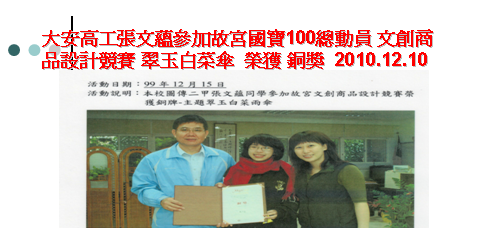 大安高工張文蘊參加故宮國寶100總動員 文創商
品設計競賽 翠玉白菜傘 榮獲 銅獎 2010.12.10
活動日期：99 年 12 月 15 日
活動說明：本校圖傳二甲張文蘊同學參加故宮文創商品設計競賽榮
獲銅牌-主題翠玉白菜雨傘